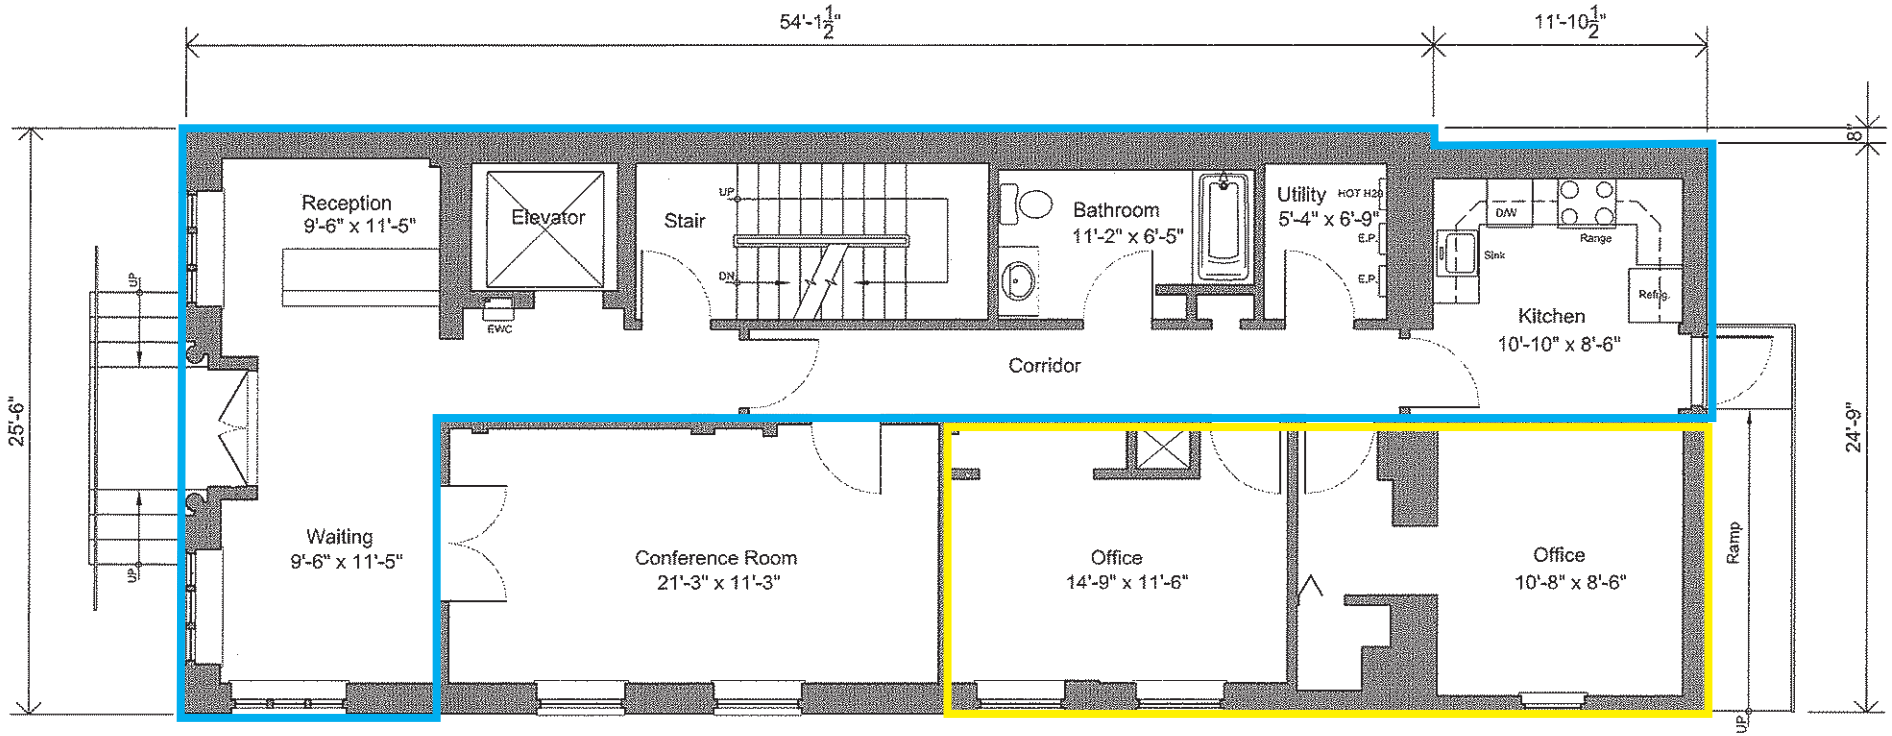 54'-1 1/2"
11'-10 1/2"
8"
25'-6"
24'-9"
Reception
9'-6" x 11'-5"
Elevator
EWC
Stair
UP
DN
Bathroom
11'-2" x 6'-5"
Utility
5'-4" x 6'-9"
HOT H20
E.P.
E.P.
D/W
Range
Sink
Refrig.
Kitchen
10'-10" x 8'-6"
Corridor
UP
UP
Waiting
9'-6" x 11'-5"
Conference Room
21'-3" x 11'-3"
Office
14'-9" x 11'-6"
Office
10'-8" x 8'-6"
Ramp
UP